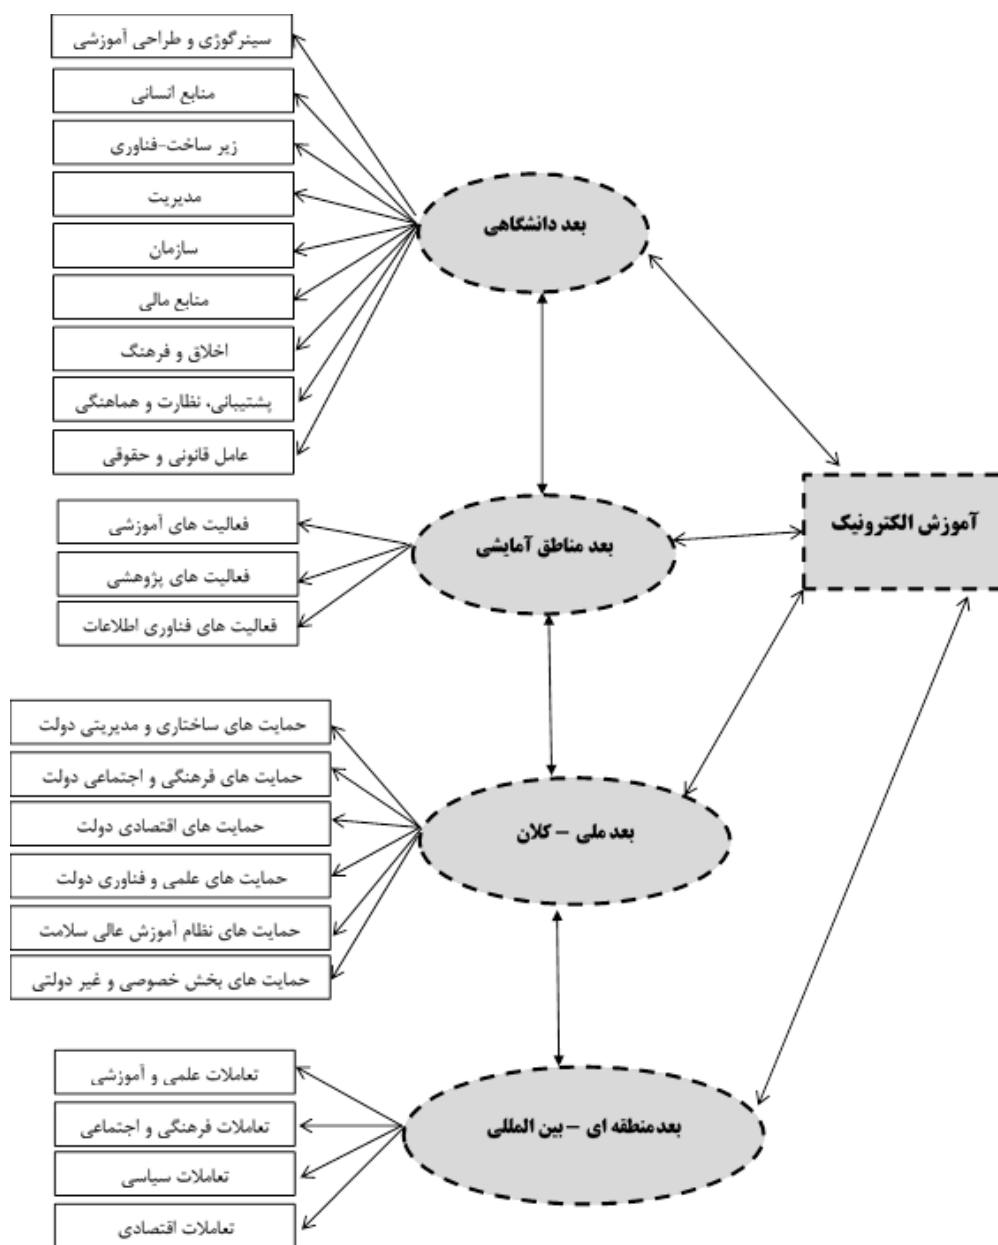 سینرگوژی و طراحی آموزشی
منابع انسانی
زیر ساخت-فناوری
مدیریت
سازمان
منابع مالی
اخلاق و فرهنگ
پشتیبانی، نظارت و هماهنگی
عامل قانونی و حقوقی
بعد دانشگاهی
آموزش الکترونیک
فعالیت های آموزشی
فعالیت های پژوهشی
فعالیت های فناوری اطلاعات
بعد مناطق آمایشی
حمایت های ساختاری و مدیریتی دولت
حمایت های فرهنگی و اجتماعی دولت
حمایت های اقتصادی دولت
حمایت های علمی و فناوری دولت
حمایت های نظام آموزش عالی سلامت
حمایت های بخش خصوصی و غیر دولتی
بعد ملی – کلان
تعاملات علمی و آموزشی
تعاملات فرهنگی و اجتماعی
تعاملات سیاسی
تعاملات اقتصادی
بعدمنطقه ای – بین المللی